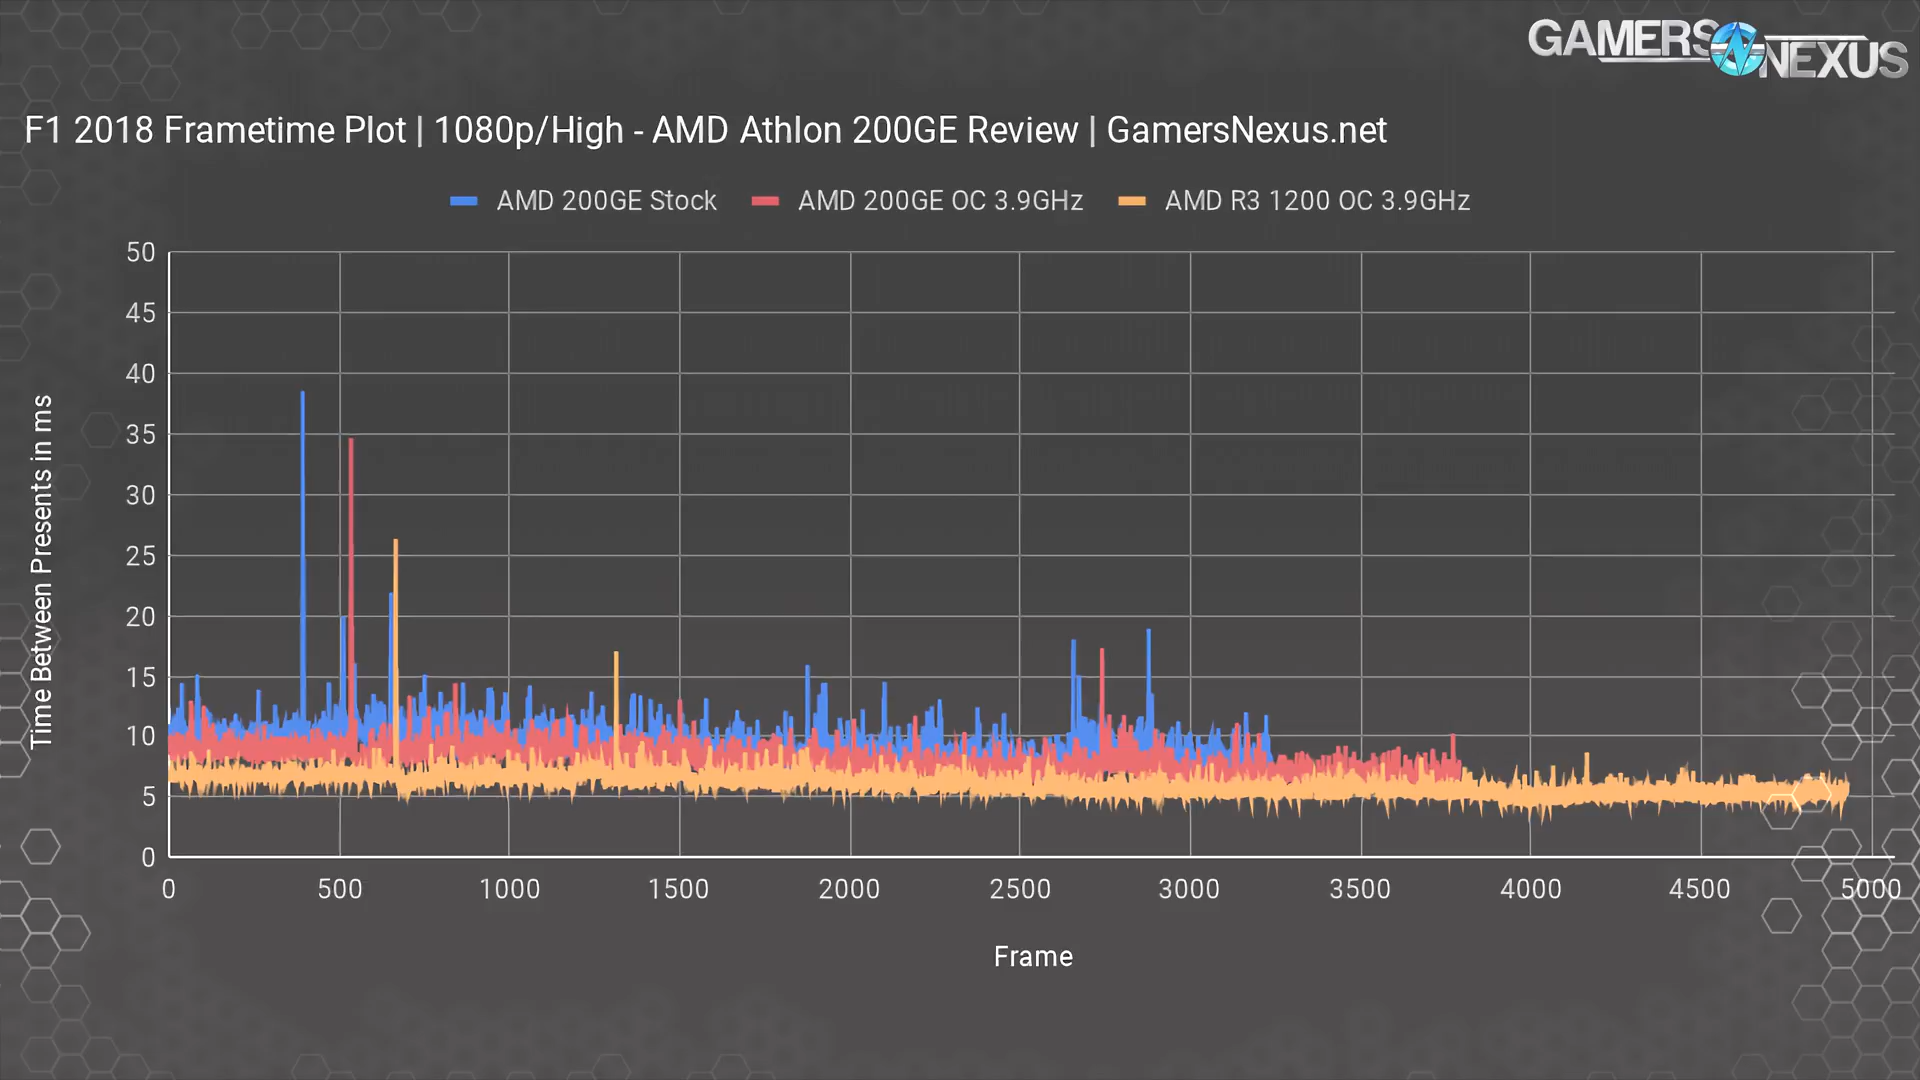 GAMERS NEXUS
F1 2018 Frametime Plot | 1080p/High - AMD Athlon 200GE Review | GamersNexus.net
AMD 200GE Stock AMD 200GE OC 3.9GHz AMD R3 1200 OC 3.9GHz
Time Between Presents in ms
50
45
40
35
30
25
20
15
10
5
0
0 500 1000 1500 2000 2500 3000 3500 4000 4500 5000
Frame